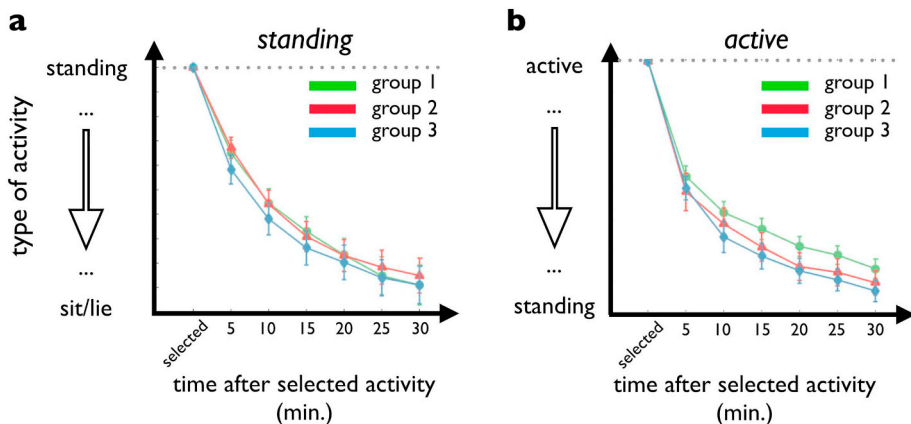 a
standing
standing
group 1
group 2
group 3
...
type of activity
...
sit/lie
selected 5 10 15 20 25 30
time after selected activity
(min.)
b
active
active
group 1
group 2
group 3
...
...
standing
selected 5 10 15 20 25 30
time after selected activity
(min.)